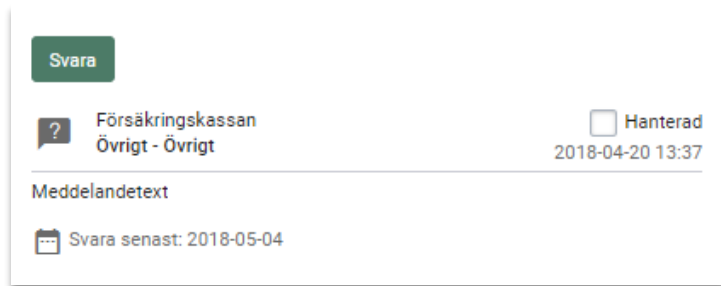 Svara
Försäkringskassan
Hanterad
Övrigt - Övrigt
2018-04-20 13:37
Meddelandetext
Svara senast: 2018-05-04